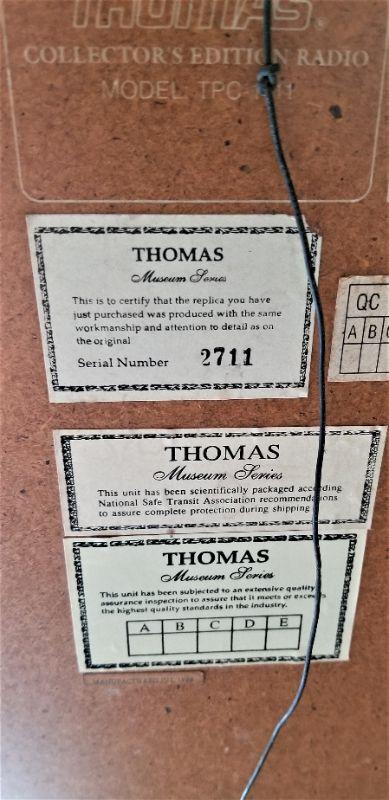 THOMAS
COLLECTOR'S EDITION RADIO
MODEL TPC-
THOMAS
Museum Series
This is to certify that the replica you have
just purchased was produced with the same
workmanship and attention to detail as on
the original
Serial Number 2711
QC
A B C
THOMAS
Museum Series
This unit has been scientifically packaged according
National Safe Transit Association recommendations
to assure complete protection during shipping
THOMAS
Museum Series
This unit has been subjected to an extensive quality
assurance inspection to assure that it meets or exceeds
the highest quality standards in the industry.
A B C D E
MANUFACTURED